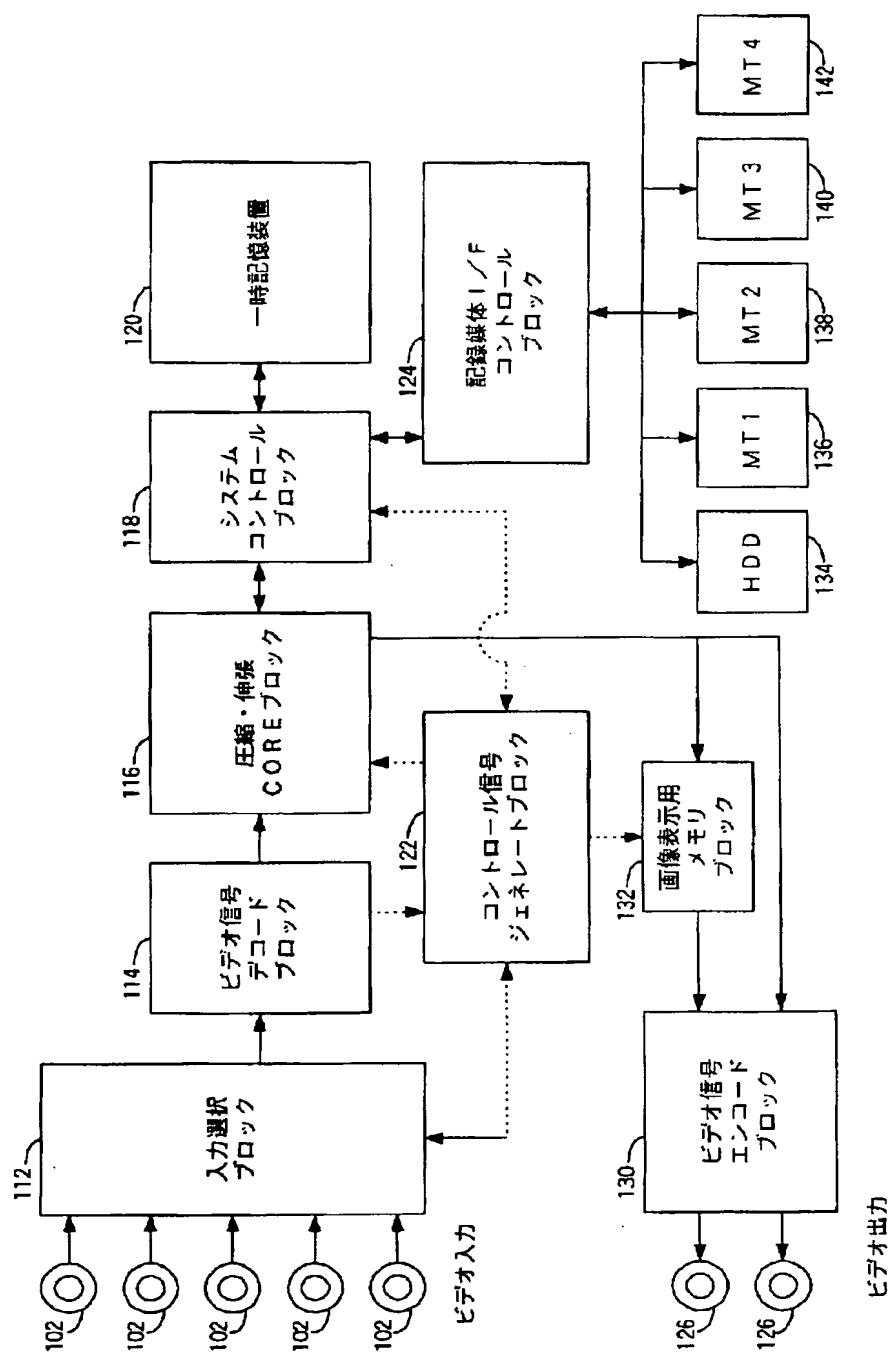 102
102
102
102
102
ビデオ入力
112
入力選択
ブロック
114
ビデオ信号
デコード
ブロック
116
圧縮・伸張
COREブロック
118
システム
コントロール
ブロック
120
一時記憶装置
122
コントロール信号
ジェネレートブロック
124
記録媒体I/F
コントロール
ブロック
126
126
ビデオ出力
130
ビデオ信号
エンコード
ブロック
132
画像表示用
メモリ
ブロック
HDD
134
MT1
136
MT2
138
MT3
140
MT4
142